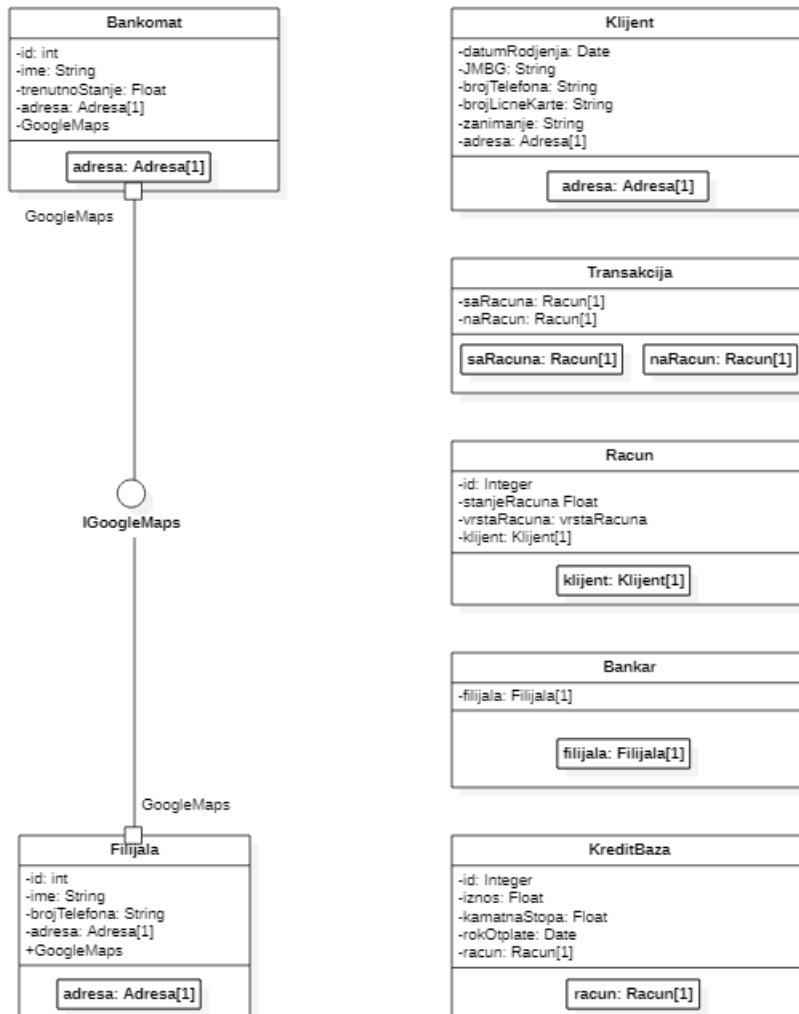 Bankomat
-id: int
-ime: String
-trenutnoStanje: Float
-adresa: Adresa[1]
-GoogleMaps
adresa: Adresa[1]
GoogleMaps
IGoogleMaps
GoogleMaps
Filijala
-id: int
-ime: String
-brojTelefona: String
-adresa: Adresa[1]
+GoogleMaps
adresa: Adresa[1]
Klijent
-datumRodjenja: Date
-JMBG: String
-brojTelefona: String
-brojLicneKarte: String
-zanimanje: String
-adresa: Adresa[1]
adresa: Adresa[1]
Transakcija
-saRacuna: Racun[1]
-naRacun: Racun[1]
saRacuna: Racun[1] naRacun: Racun[1]
Racun
-id: Integer
-stanjeRacuna Float
-vrstaRacuna: vrstaRacuna
-klijent: Klijent[1]
klijent: Klijent[1]
Bankar
-filijala: Filijala[1]
filijala: Filijala[1]
KreditBaza
-id: Integer
-iznos: Float
-kamatnaStopa: Float
-rokOtplate: Date
-racun: Racun[1]
racun: Racun[1]